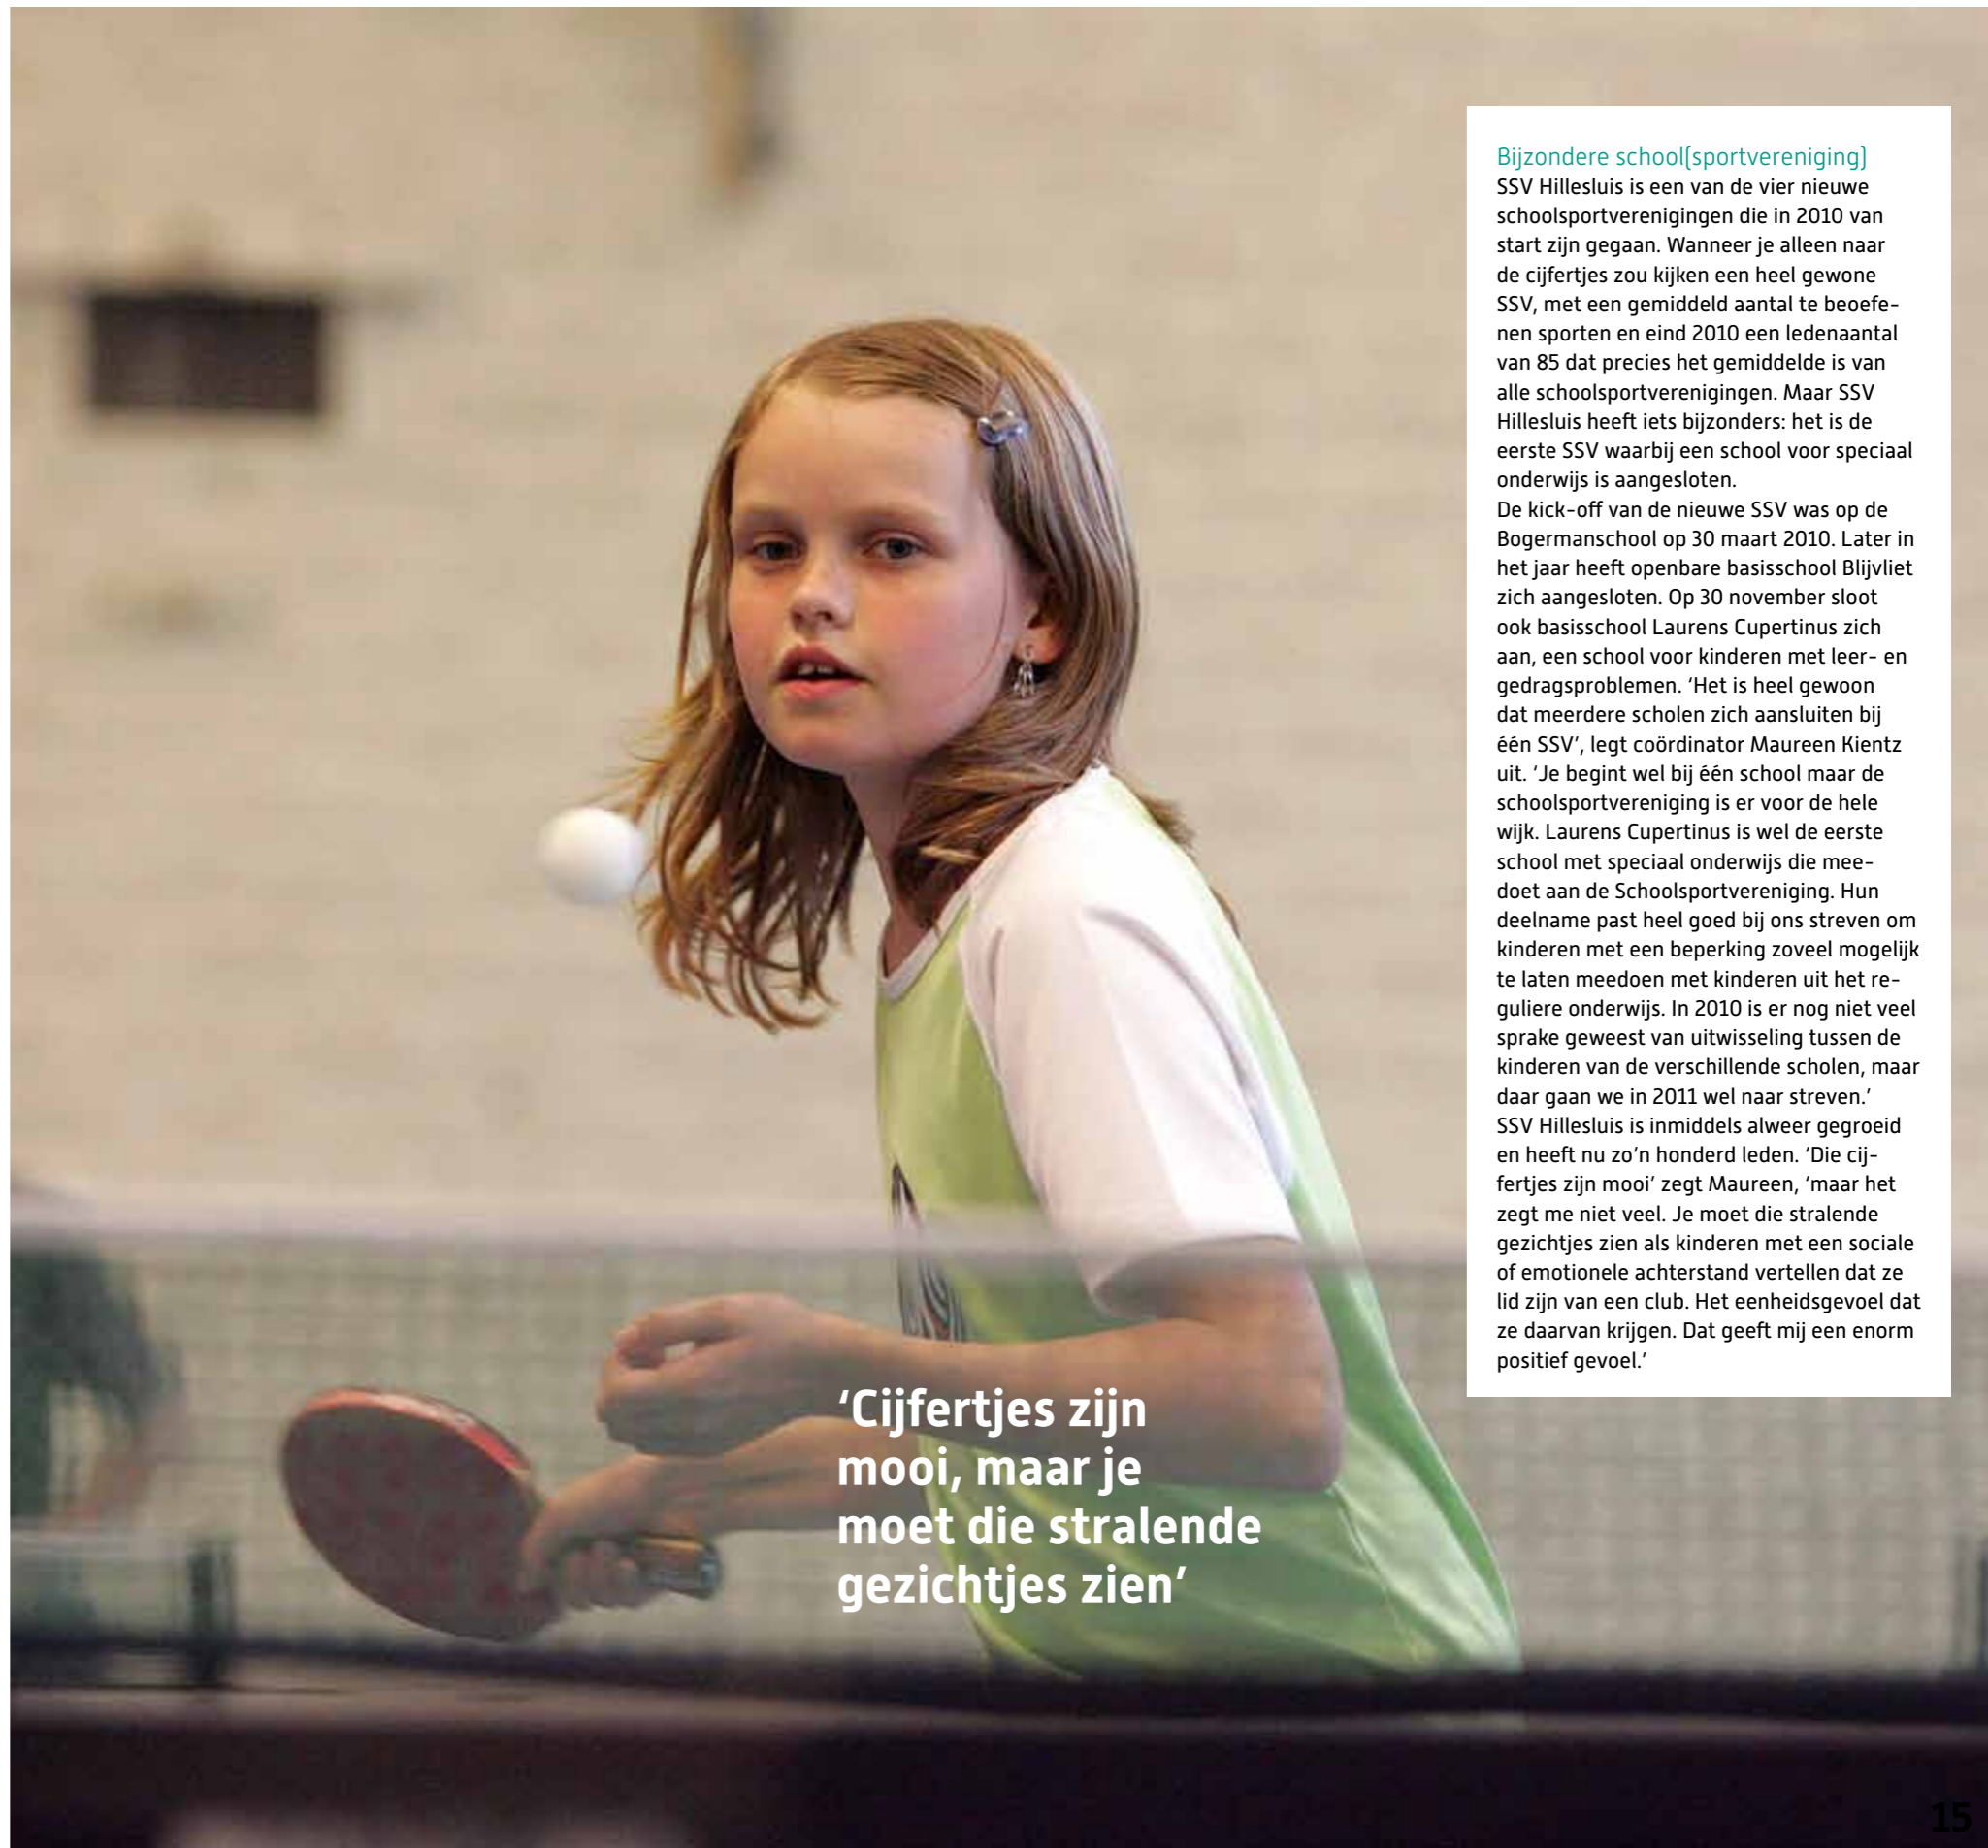 Bijzondere school(sportvereniging)
SSV Hillesluis is een van de vier nieuwe
schoolsportverenigingen die in 2010 van
start zijn gegaan. Wanneer je alleen naar
de cijfertjes zou kijken een heel gewone
SSV, met een gemiddeld aantal te beoefe-
nen sporten en eind 2010 een ledenaantal
van 85 dat precies het gemiddelde is van
alle schoolsportverenigingen. Maar SSV
Hillesluis heeft iets bijzonders: het is de
eerste SSV waarbij een school voor speciaal
onderwijs is aangesloten.
De kick-off van de nieuwe SSV was op de
Bogermanschool op 30 maart 2010. Later in
het jaar heeft openbare basisschool Blijvliet
zich aangesloten. Op 30 november sloot
ook basisschool Laurens Cupertinus zich
aan, een school voor kinderen met leer- en
gedragsproblemen. ‘Het is heel gewoon
dat meerdere scholen zich aansluiten bij
één SSV’, legt coördinator Maureen Kientz
uit. ‘Je begint wel bij één school maar de
schoolsportvereniging is er voor de hele
wijk. Laurens Cupertinus is wel de eerste
school met speciaal onderwijs die mee-
doet aan de Schoolsportvereniging. Hun
deelname past heel goed bij ons streven om
kinderen met een beperking zoveel mogelijk
te laten meedoen met kinderen uit het re-
guliere onderwijs. In 2010 is er nog niet veel
sprake geweest van uitwisseling tussen de
kinderen van de verschillende scholen, maar
daar gaan we in 2011 wel naar streven.’
SSV Hillesluis is inmiddels alweer gegroeid
en heeft nu zo’n honderd leden. ‘Die cij-
fertjes zijn mooi’ zegt Maureen, ‘maar het
zegt me niet veel. Je moet die stralende
gezichtjes zien als kinderen met een sociale
of emotionele achterstand vertellen dat ze
lid zijn van een club. Het eenheidsgevoel dat
ze daarvan krijgen. Dat geeft mij een enorm
positief gevoel.’
‘Cijfertjes zijn
mooi, maar je
moet die stralende
gezichtjes zien’
15